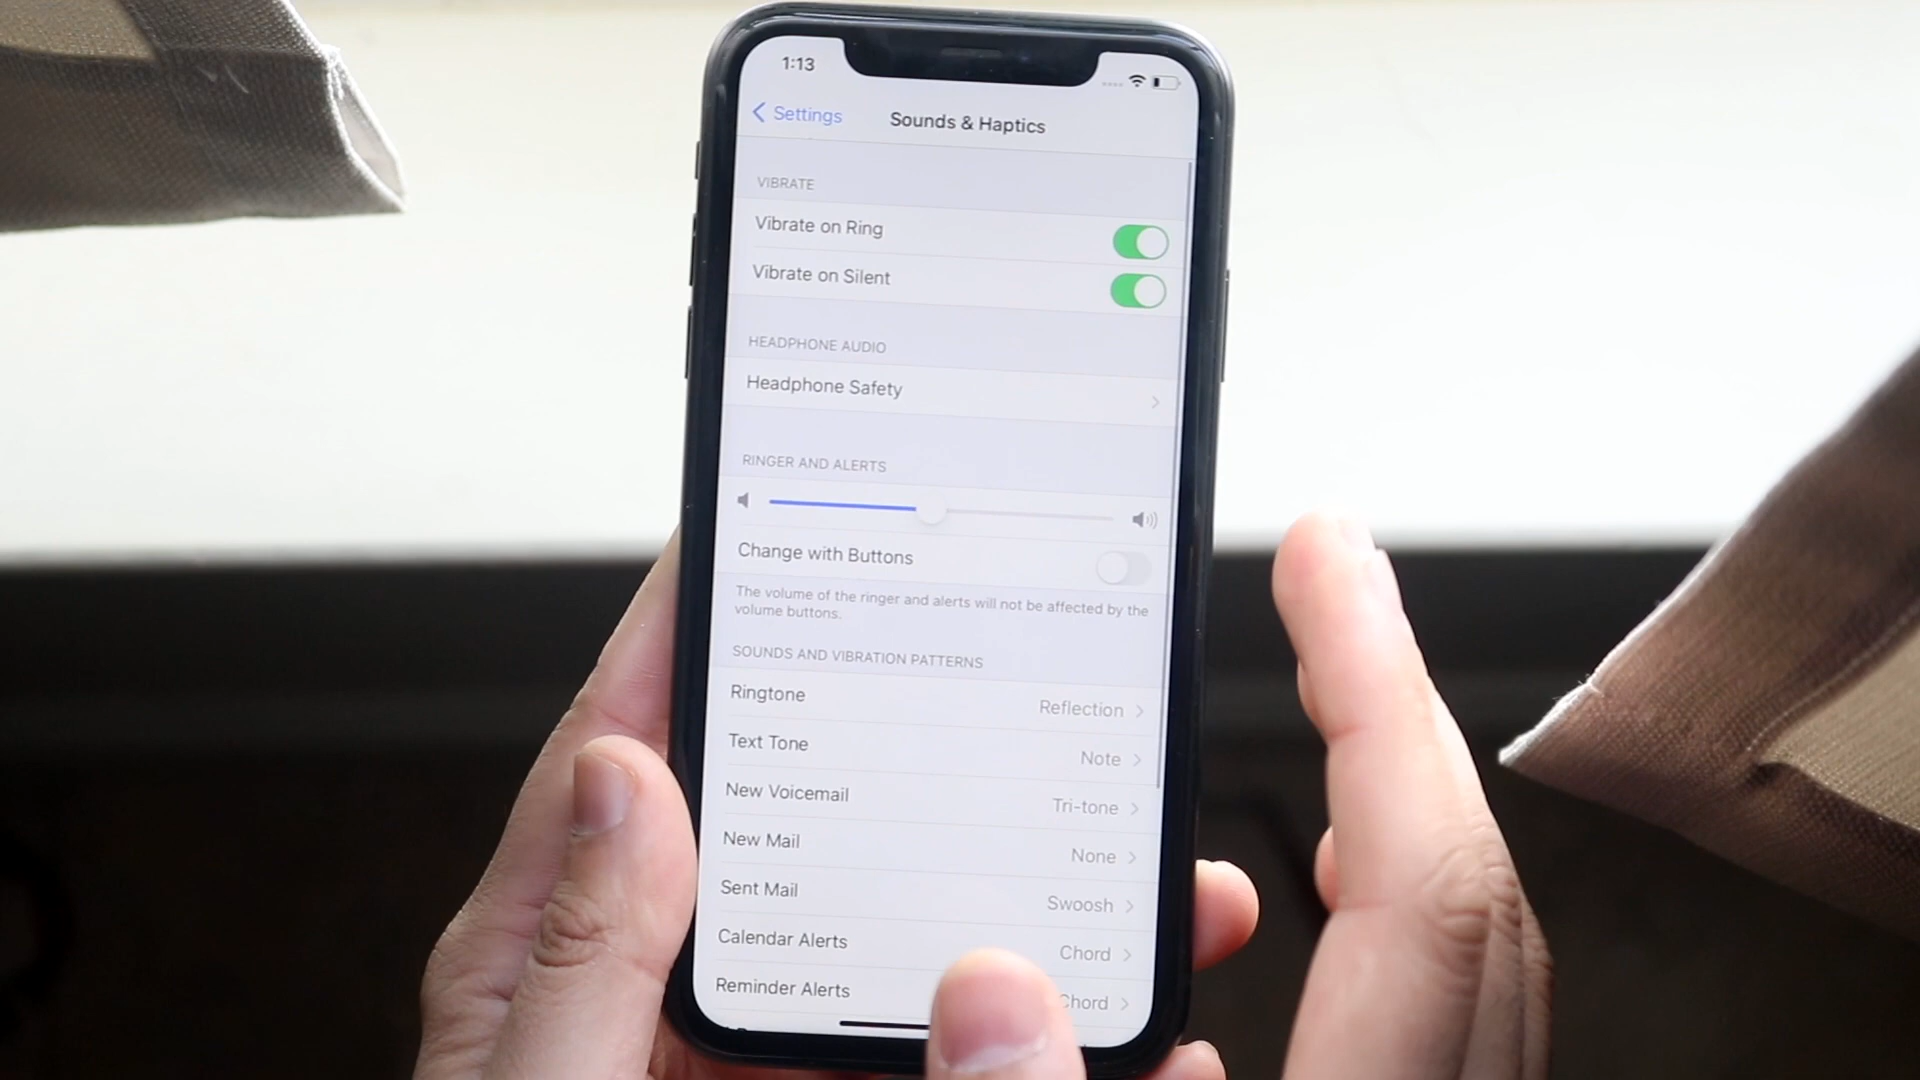 1:13
Settings
Sounds & Haptics
VIBRATE
Vibrate on Ring
Vibrate on Silent
HEADPHONE AUDIO
Headphone Safety
RINGER AND ALERTS
Change with Buttons
The volume of the ringer and alerts will not be affected by the
volume buttons.
SOUNDS AND VIBRATION PATTERNS
Ringtone Reflection
Text Tone Note
New Voicemail Tri-tone
New Mail None
Sent Mail Swoosh
Calendar Alerts Chord
Reminder Alerts Chord